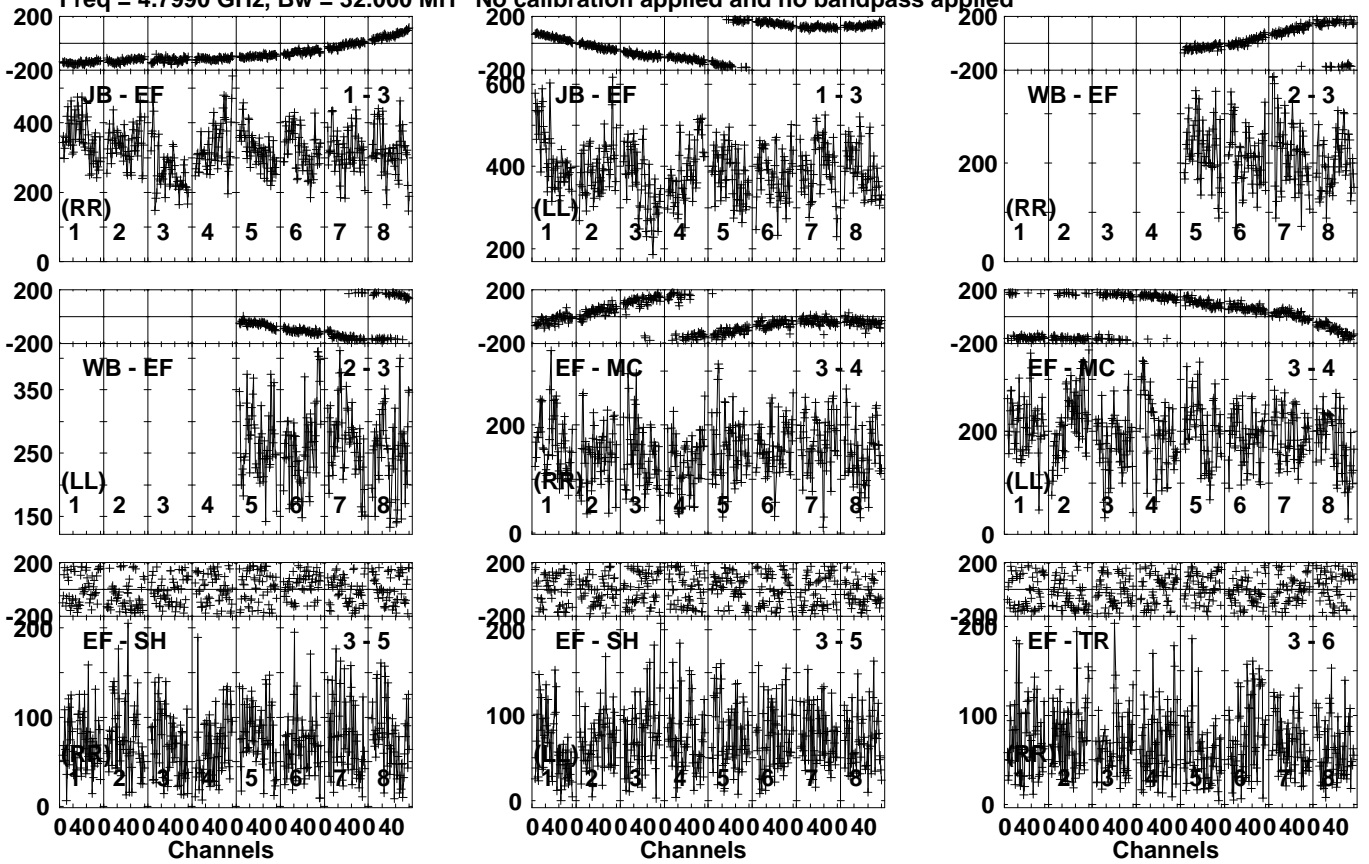 Freq = 4.7990 GHz, Bw = 32.000 MH No calibration applied and no bandpass applied
200 200 200
-200 -200 -200
JB - EF 1 - 3 600 JB - EF 1 - 3 WB - EF 2 - 3
400 400 200
200
(RR) (LL) (RR)
1 2 3 4 5 6 7 8 1 2 3 4 5 6 7 8 1 2 3 4 5 6 7 8
0 200 0
200 200 200
-200 -200 -200
WB - EF 2 - 3 EF - MC 3 - 4 EF - MC 3 - 4
350 200 200
250
(LL) (RR) (LL)
150 1 2 3 4 5 6 7 8 1 2 3 4 5 6 7 8 1 2 3 4 5 6 7 8
0 0
200 200 200
-200 -200 -200
200 EF - SH 3 - 5 EF - SH 3 - 5 200 EF - TR 3 - 6
100 100 100
(RR) (LL) (RR)
1 2 3 4 5 6 7 8 1 2 3 4 5 6 7 8 1 2 3 4 5 6 7 8
0 0 0
0 40 0 40 0 40 0 40 0 40 0 40 0 40 0 40 0 40 0 40 0 40 0 40 0 40 0 40 0 40 0 40 0 40 0 40 0 40 0 40 0 40 0 40 0 40 0 40
Channels Channels Channels